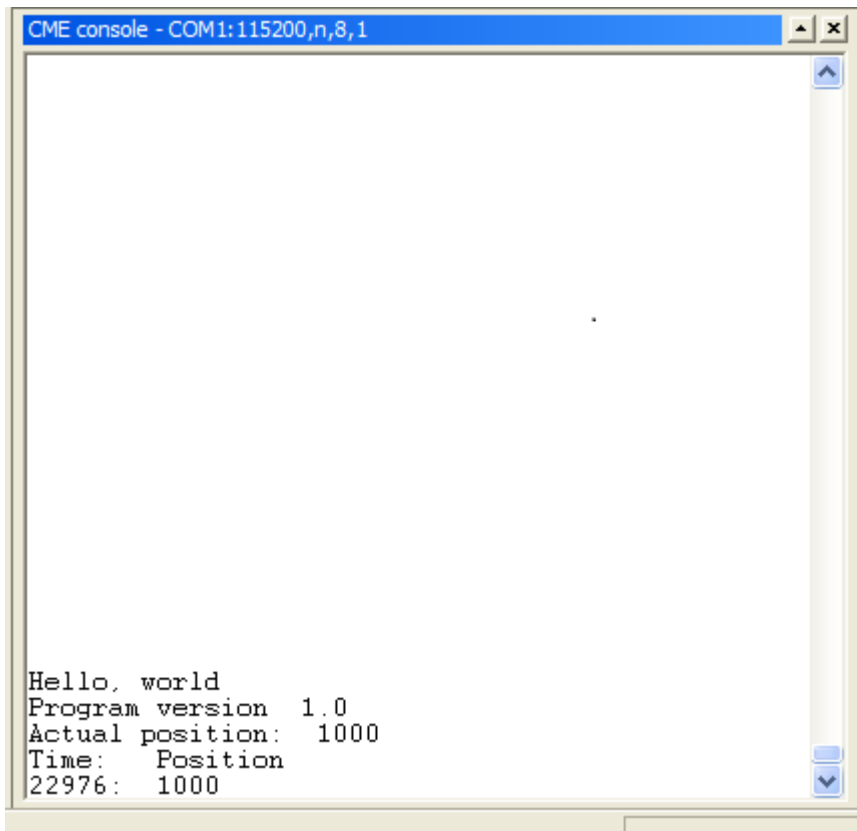 CME console - COM1:115200,n,8,1
Hello, world
Program version  1.0
Actual position:  1000
Time:   Position
22976:  1000